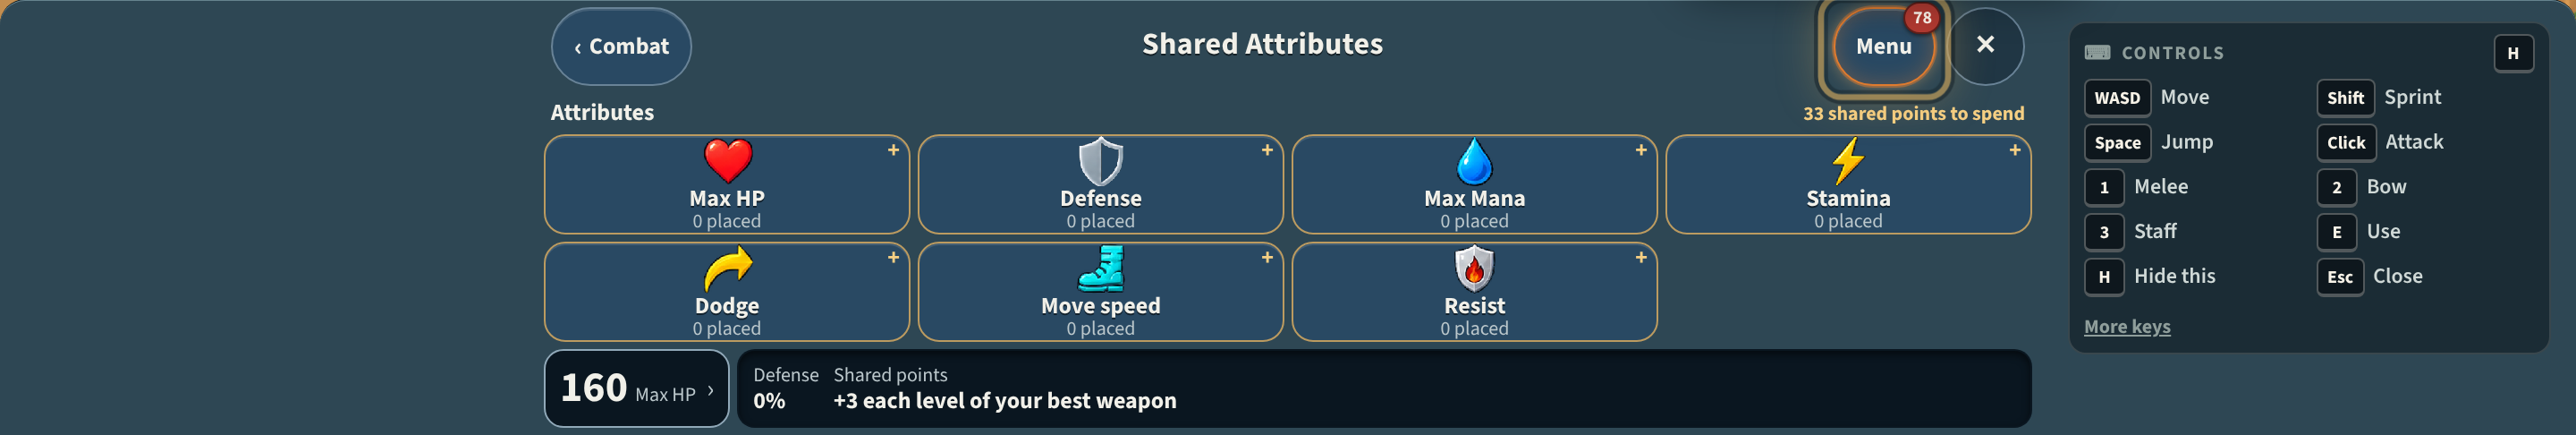 ‹ Combat
Shared Attributes
Menu
78
✕
Attributes
33 shared points to spend
+
Max HP
0 placed
+
Defense
0 placed
+
Max Mana
0 placed
+
Stamina
0 placed
+
Dodge
0 placed
+
Move speed
0 placed
+
Resist
0 placed
160 Max HP ›
Defense
0%
Shared points
+3 each level of your best weapon
CONTROLS
H
WASD Move
Shift Sprint
Space Jump
Click Attack
1 Melee
2 Bow
3 Staff
E Use
H Hide this
Esc Close
More keys